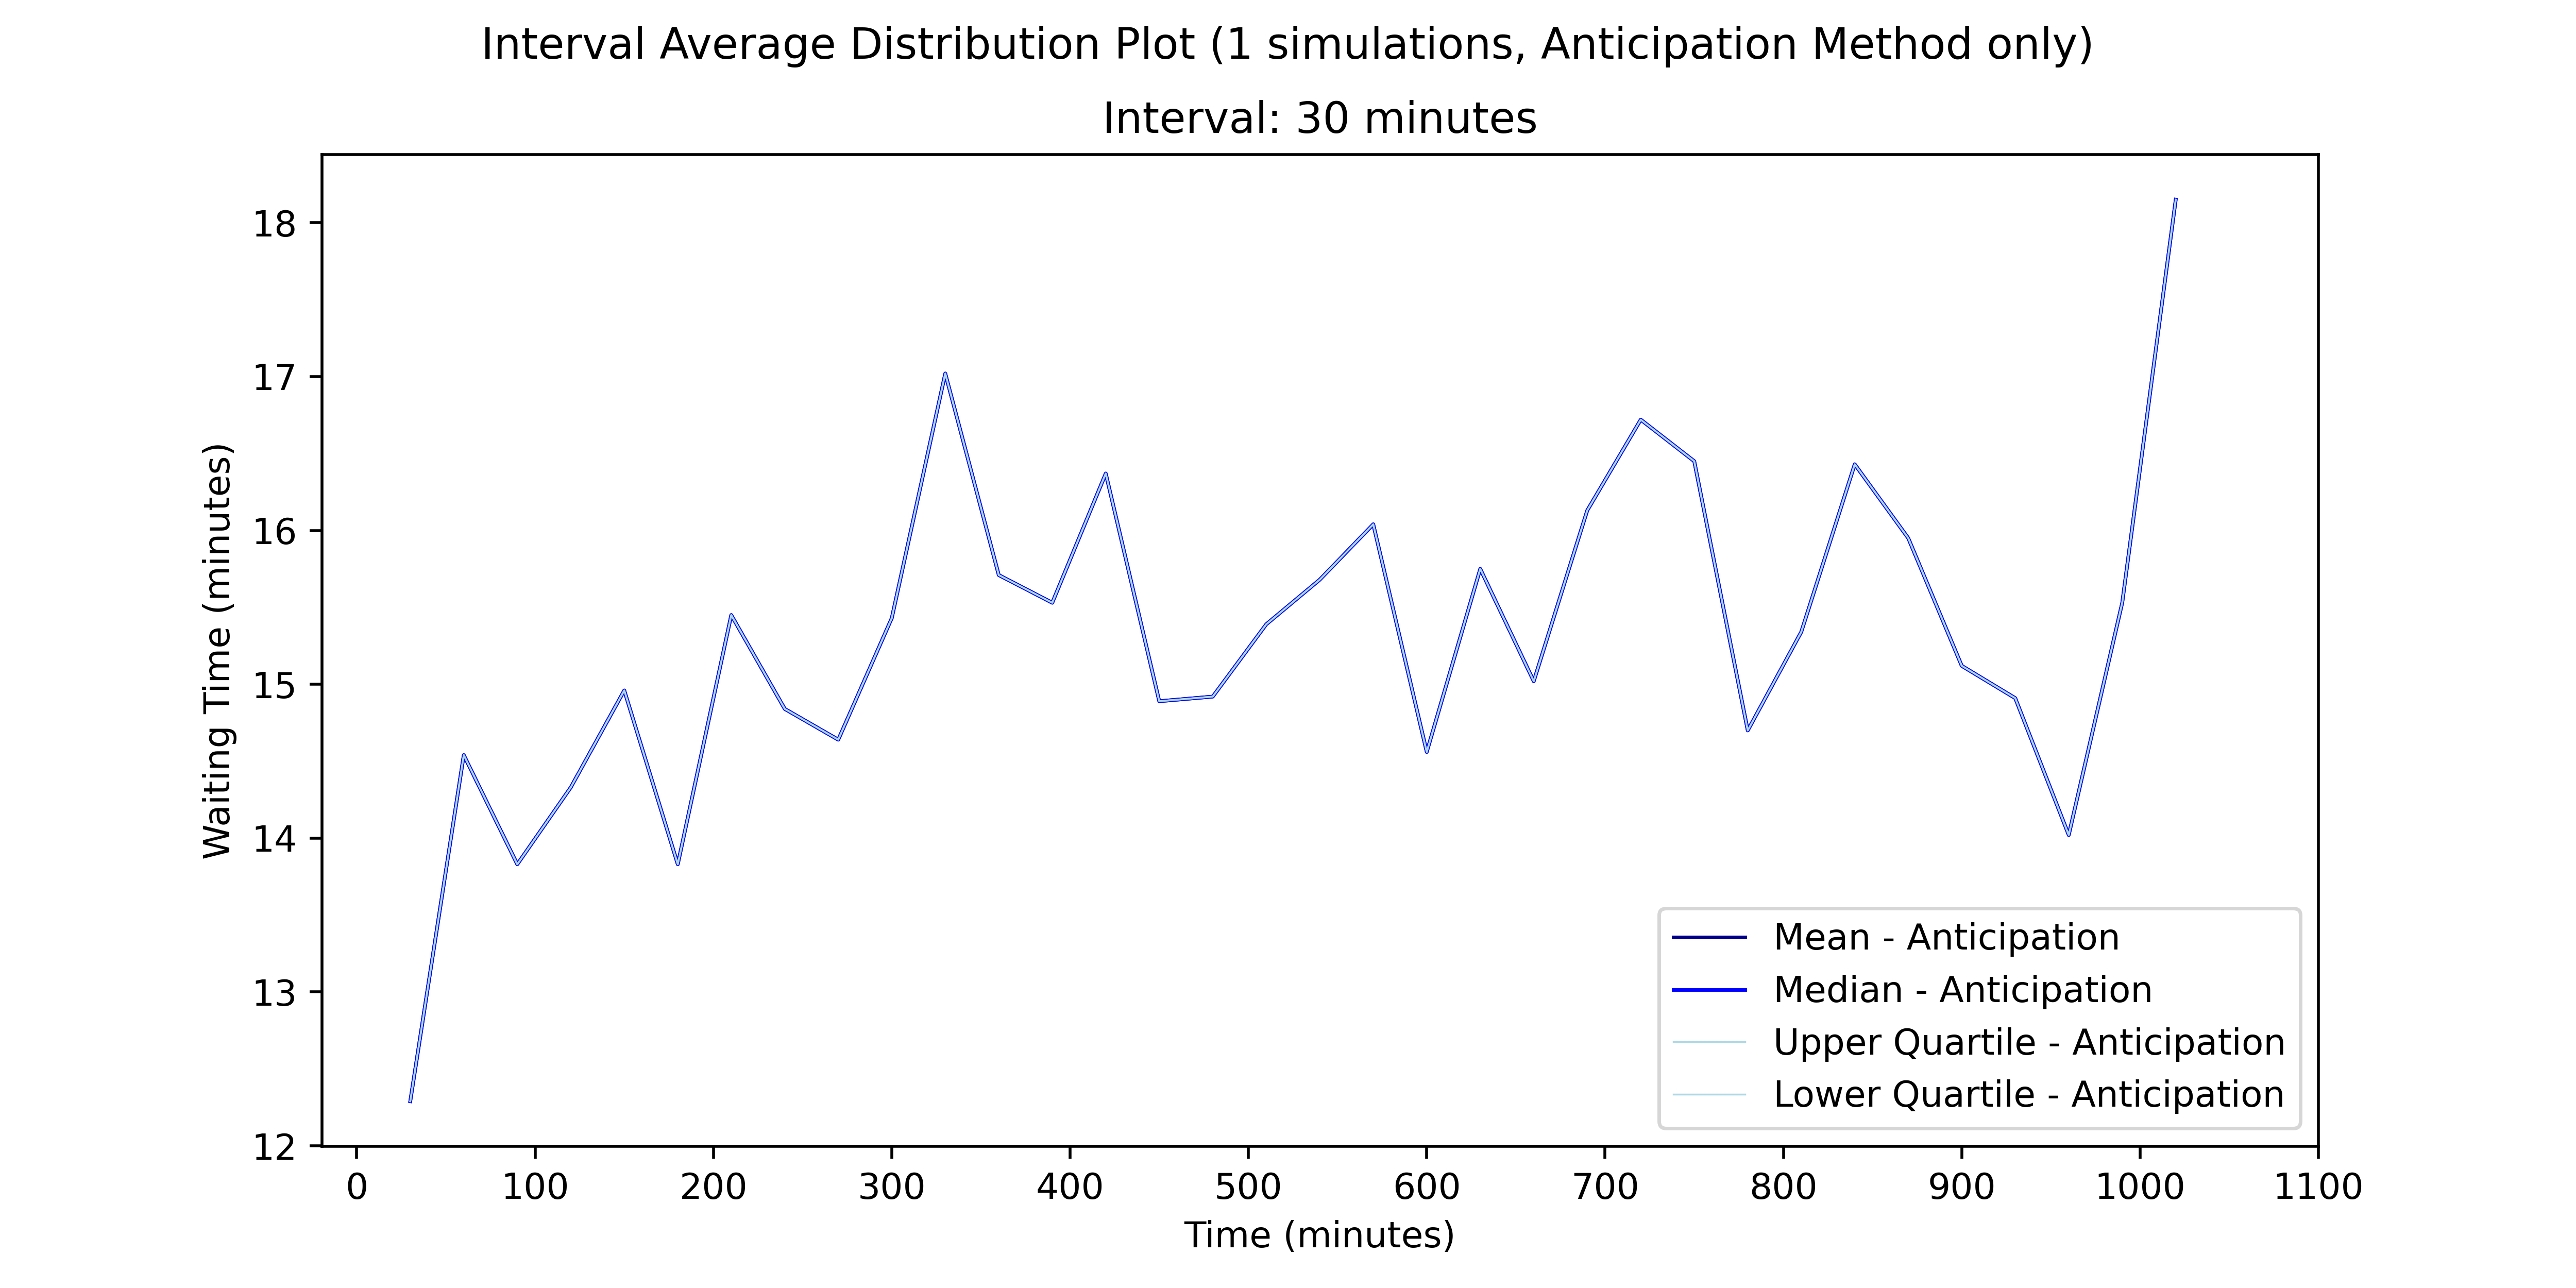 Interval Average Distribution Plot (1 simulations, Anticipation Method only)
Interval: 30 minutes
18
17
16
15
14
13
12
Waiting Time (minutes)
Mean - Anticipation
Median - Anticipation
Upper Quartile - Anticipation
Lower Quartile - Anticipation
0 100 200 300 400 500 600 700 800 900 1000 1100
Time (minutes)